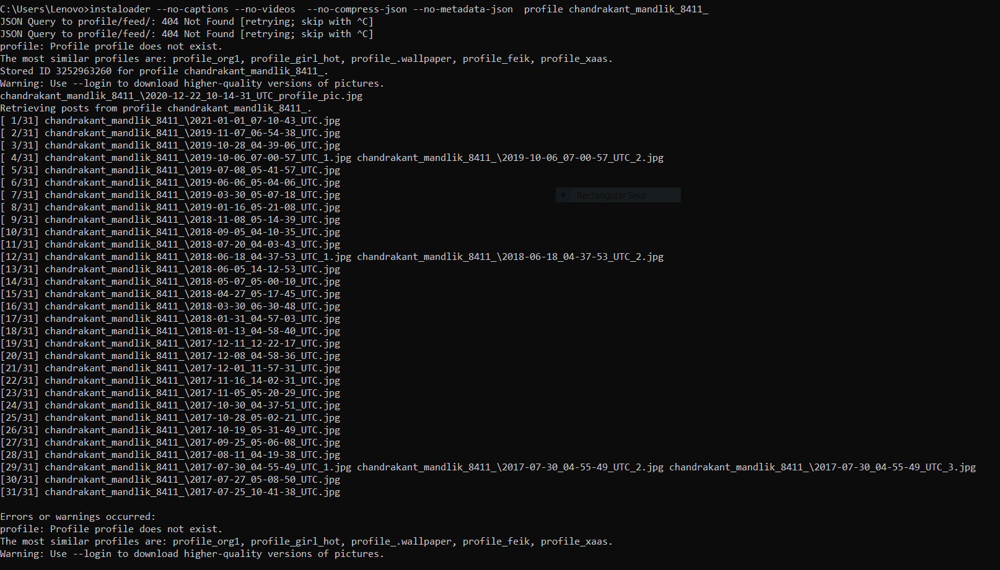 C:\Users\Lenovo>instaloader --no-captions --no-videos  --no-compress-json --no-metadata-json  profile chandrakant_mandlik_8411_
JSON Query to profile/feed/: 404 Not Found [retrying; skip with ^C]
JSON Query to profile/feed/: 404 Not Found [retrying; skip with ^C]
profile: Profile profile does not exist.
The most similar profiles are: profile_org1, profile_girl_hot, profile_.wallpaper, profile_feik, profile_xaas.
Stored ID 3252963260 for profile chandrakant_mandlik_8411_.
Warning: Use --login to download higher-quality versions of pictures.
chandrakant_mandlik_8411_\2020-12-22_10-14-31_UTC_profile_pic.jpg
Retrieving posts from profile chandrakant_mandlik_8411_.
[ 1/31] chandrakant_mandlik_8411_\2021-01-01_07-10-43_UTC.jpg
[ 2/31] chandrakant_mandlik_8411_\2019-11-07_06-54-38_UTC.jpg
[ 3/31] chandrakant_mandlik_8411_\2019-10-28_04-39-06_UTC.jpg
[ 4/31] chandrakant_mandlik_8411_\2019-10-06_07-00-57_UTC_1.jpg chandrakant_mandlik_8411_\2019-10-06_07-00-57_UTC_2.jpg
[ 5/31] chandrakant_mandlik_8411_\2019-07-08_05-41-57_UTC.jpg
[ 6/31] chandrakant_mandlik_8411_\2019-06-06_05-04-06_UTC.jpg
[ 7/31] chandrakant_mandlik_8411_\2019-03-30_05-07-18_UTC.jpg
Rectangular Snip
[ 8/31] chandrakant_mandlik_8411_\2019-01-16_05-21-08_UTC.jpg
[ 9/31] chandrakant_mandlik_8411_\2018-11-08_05-14-39_UTC.jpg
[10/31] chandrakant_mandlik_8411_\2018-09-05_04-10-35_UTC.jpg
[11/31] chandrakant_mandlik_8411_\2018-07-20_04-03-43_UTC.jpg
[12/31] chandrakant_mandlik_8411_\2018-06-18_04-37-53_UTC_1.jpg chandrakant_mandlik_8411_\2018-06-18_04-37-53_UTC_2.jpg
[13/31] chandrakant_mandlik_8411_\2018-06-05_14-12-53_UTC.jpg
[14/31] chandrakant_mandlik_8411_\2018-05-07_05-00-10_UTC.jpg
[15/31] chandrakant_mandlik_8411_\2018-04-27_05-17-45_UTC.jpg
[16/31] chandrakant_mandlik_8411_\2018-03-30_06-30-48_UTC.jpg
[17/31] chandrakant_mandlik_8411_\2018-01-31_04-57-03_UTC.jpg
[18/31] chandrakant_mandlik_8411_\2018-01-13_04-58-40_UTC.jpg
[19/31] chandrakant_mandlik_8411_\2017-12-11_12-22-17_UTC.jpg
[20/31] chandrakant_mandlik_8411_\2017-12-08_04-58-36_UTC.jpg
[21/31] chandrakant_mandlik_8411_\2017-12-01_11-57-31_UTC.jpg
[22/31] chandrakant_mandlik_8411_\2017-11-16_14-02-31_UTC.jpg
[23/31] chandrakant_mandlik_8411_\2017-11-05_05-20-29_UTC.jpg
[24/31] chandrakant_mandlik_8411_\2017-10-30_04-37-51_UTC.jpg
[25/31] chandrakant_mandlik_8411_\2017-10-28_05-02-21_UTC.jpg
[26/31] chandrakant_mandlik_8411_\2017-10-19_05-31-49_UTC.jpg
[27/31] chandrakant_mandlik_8411_\2017-09-25_05-06-08_UTC.jpg
[28/31] chandrakant_mandlik_8411_\2017-08-11_04-19-38_UTC.jpg
[29/31] chandrakant_mandlik_8411_\2017-07-30_04-55-49_UTC_1.jpg chandrakant_mandlik_8411_\2017-07-30_04-55-49_UTC_2.jpg chandrakant_mandlik_8411_\2017-07-30_04-55-49_UTC_3.jpg
[30/31] chandrakant_mandlik_8411_\2017-07-27_05-08-50_UTC.jpg
[31/31] chandrakant_mandlik_8411_\2017-07-25_10-41-38_UTC.jpg
Errors or warnings occurred:
profile: Profile profile does not exist.
The most similar profiles are: profile_org1, profile_girl_hot, profile_.wallpaper, profile_feik, profile_xaas.
Warning: Use --login to download higher-quality versions of pictures.